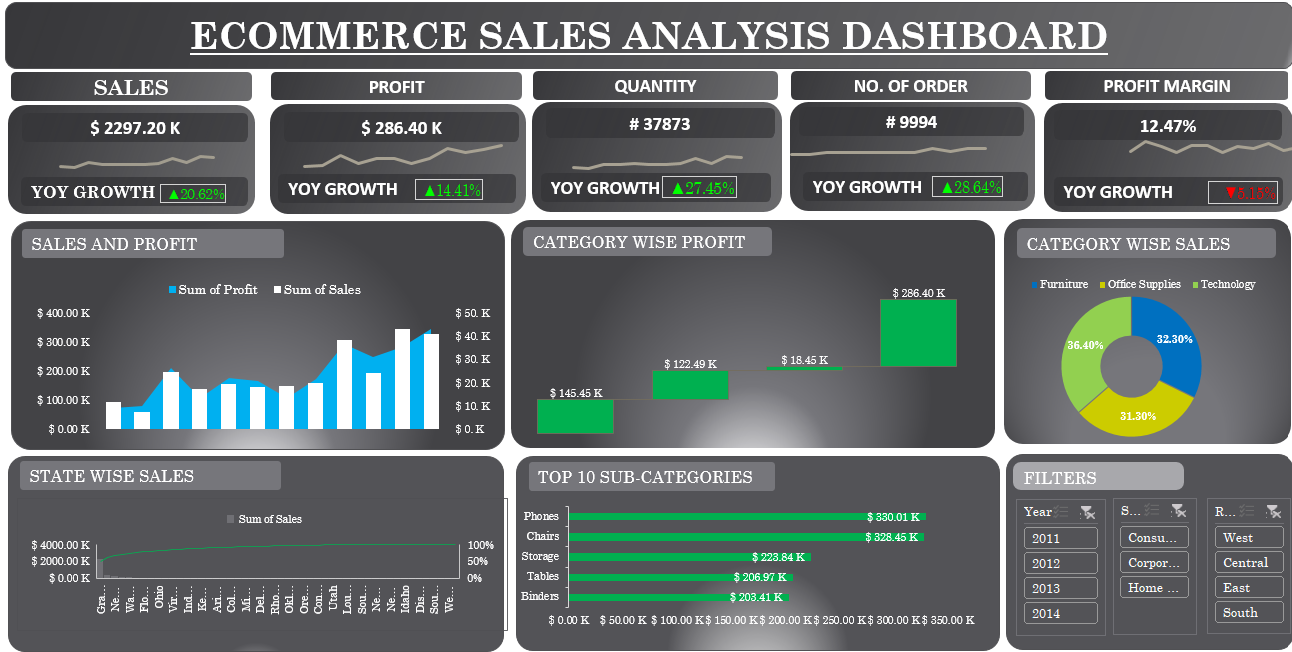 ECOMMERCE SALES ANALYSIS DASHBOARD
SALES
$ 2297.20 K
YOY GROWTH ▲20.62%
PROFIT
$ 286.40 K
YOY GROWTH ▲14.41%
QUANTITY
# 37873
YOY GROWTH ▲27.45%
NO. OF ORDER
# 9994
YOY GROWTH ▲28.64%
PROFIT MARGIN
12.47%
YOY GROWTH ▼5.15%
SALES AND PROFIT
Sum of Profit Sum of Sales
$ 400.00 K
$ 300.00 K
$ 200.00 K
$ 100.00 K
$ 0.00 K
$ 50. K
$ 40. K
$ 30. K
$ 20. K
$ 10. K
$ 0. K
CATEGORY WISE PROFIT
$ 145.45 K
$ 122.49 K
$ 18.45 K
$ 286.40 K
CATEGORY WISE SALES
Furniture Office Supplies Technology
36.40%
32.30%
31.30%
STATE WISE SALES
Sum of Sales
$ 4000.00 K
$ 2000.00 K
$ 0.00 K
100%
50%
0%
Gra...
Ne...
Wa...
Flo...
Ohio
Vir...
Ind...
Ke...
Ari...
Col...
Mi...
Del...
Rho...
Okl...
Ore...
Con...
Utah
Lou...
Sou...
Ne...
Ne...
Idaho
Dis...
Sou...
We...
TOP 10 SUB-CATEGORIES
Phones $ 330.01 K
Chairs $ 328.45 K
Storage $ 223.84 K
Tables $ 206.97 K
Binders $ 203.41 K
$ 0.00 K $ 50.00 K $ 100.00 K $ 150.00 K $ 200.00 K $ 250.00 K $ 300.00 K $ 350.00 K
FILTERS
Year
2011
2012
2013
2014
S...
Consu...
Corpor...
Home ...
R...
West
Central
East
South